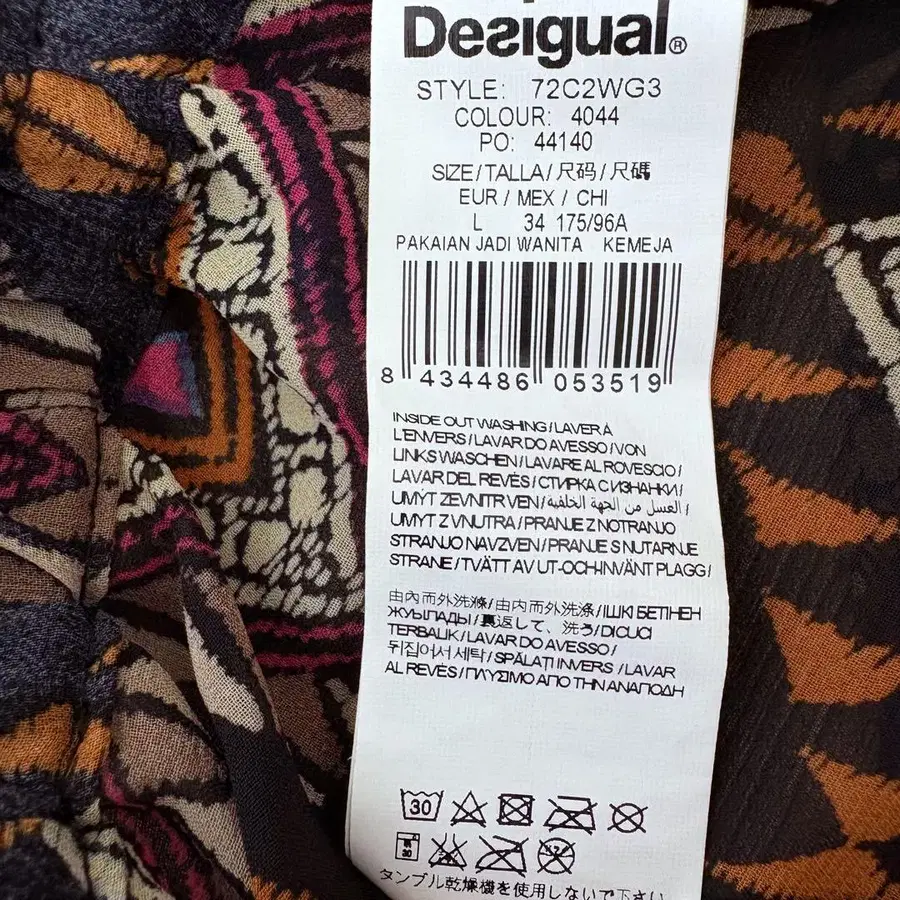 Desigual®
STYLE: 72C2WG3
COLOUR: 4044
PO: 44140
SIZE/TALLA/尺码/尺碼
EUR / MEX / CHI
L 34 175/96A
PAKAIAN JADI WANITA KEMEJA
8 434486 053519
INSIDE OUT WASHING/LAVER À
L'ENVERS/LAVAR DO AVESSO/VON
LINKS WASCHEN/LAVARE AL ROVESCIO/
LAVAR DEL REVÉS/СТИРКА С ИЗНАНКИ/
UMÝT ZEVNITR VEN/العسل من الجهة الخلفية/
UMYT Z VNUTRA/PRANJE Z NOTRANJO
STRANJO NAVZVEN/PRANJE S NUTARNJE
STRANE/TVÄTT AV UT-OCH-INVÄNT PLAGG/
由内而外洗滌/由内而外洗涤/ІШКІ БЕТІНЕН
ЖУЫЛАДЫ/裏返して、洗う/DICUCI
TERBALIK/LAVAR DO AVESSO/
뒤집어서 세탁/SPĂLAȚI INVERS/LAVAR
AL REVÉS/ΠΛΥΣΙΜΟ ΑΠΟ ΤΗΝ ΑΝΑΠΟΔΗ
30
30
タンブル乾燥機を使用しないで下さい